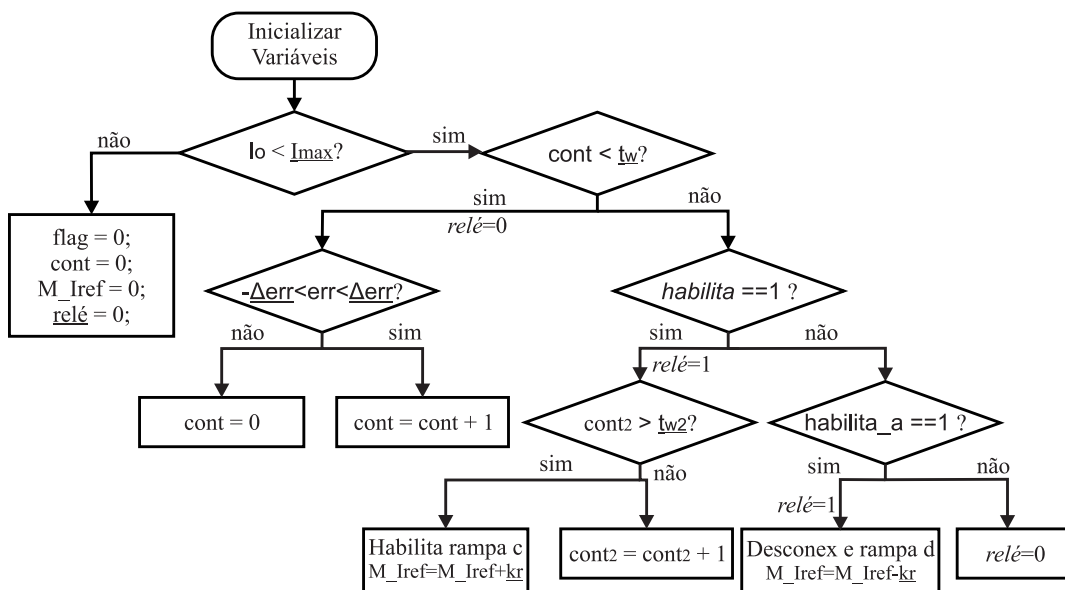 Inicializar
Variáveis
não
Io < Imax?
sim
cont < tw?
flag = 0;
cont = 0;
M_Iref = 0;
relé = 0;
sim
relé=0
não
-Δerr<err<Δerr?
habilita ==1 ?
não
sim
sim
relé=1
não
cont = 0
cont = cont + 1
cont2 > tw2?
habilita_a ==1 ?
sim
não
sim
relé=1
não
Habilita rampa c
M_Iref=M_Iref+kr
cont2 = cont2 + 1
Desconex e rampa d
M_Iref=M_Iref-kr
relé=0